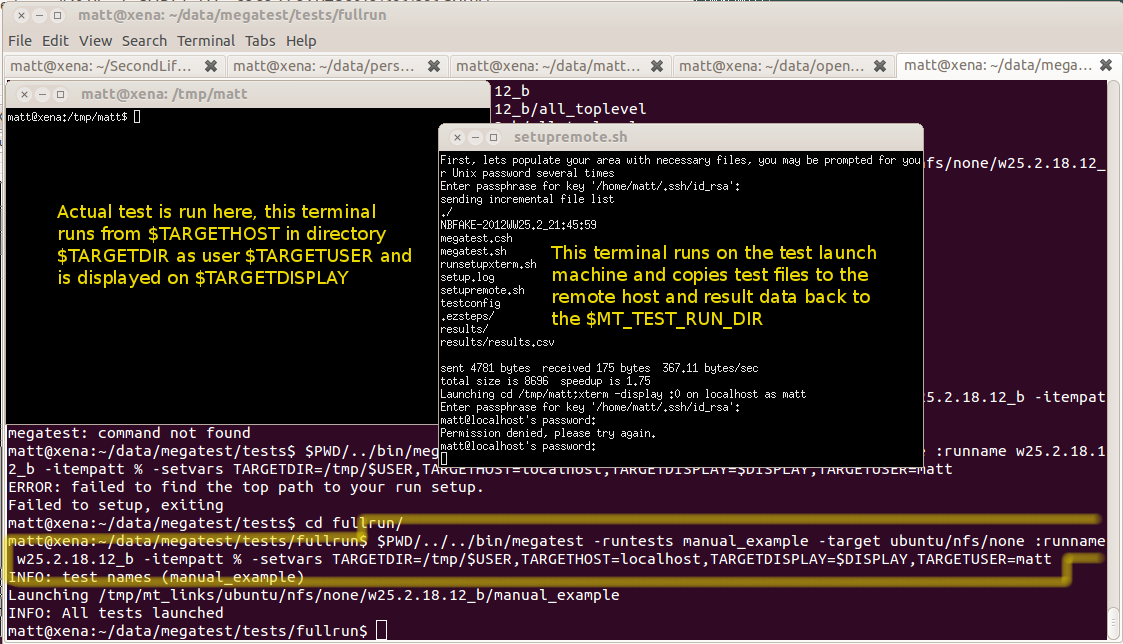 matt@xena: ~/data/megatest/tests/fullrun
File Edit View Search Terminal Tabs Help
matt@xena: ~/SecondLif... matt@xena: ~/data/pers... matt@xena: ~/data/matt... matt@xena: ~/data/open... matt@xena: ~/data/mega...
matt@xena: /tmp/matt
matt@xena:/tmp/matt$
Actual test is run here, this terminal
runs from $TARGETHOST in directory
$TARGETDIR as user $TARGETUSER and
is displayed on $TARGETDISPLAY
12_b
12_b/all_toplevel
nfs/none/w25.2.18.12_
25.2.18.12_b -itempat
setupremote.sh
First, lets populate your area with necessary files, you may be prompted for you
r Unix password several times
Enter passphrase for key '/home/matt/.ssh/id_rsa':
sending incremental file list
./
NBFAKE-2012WW25.2_21:45:59
megatest.csh
megatest.sh
runsetupxterm.sh
setup.log
setupremote.sh
testconfig
.ezsteps/
results/
results/results.csv
This terminal runs on the test launch
machine and copies test files to the
remote host and result data back to
the $MT_TEST_RUN_DIR
sent 4781 bytes  received 175 bytes  367.11 bytes/sec
total size is 8696  speedup is 1.75
Launching cd /tmp/matt;xterm -display :0 on localhost as matt
Enter passphrase for key '/home/matt/.ssh/id_rsa':
matt@localhost's password:
Permission denied, please try again.
matt@localhost's password:
megatest: command not found
matt@xena:~/data/megatest/tests$ $PWD/../bin/meg :runname w25.2.18.1
2_b -itempatt % -setvars TARGETDIR=/tmp/$USER,TARGETHOST=localhost,TARGETDISPLAY=$DISPLAY,TARGETUSER=matt
ERROR: failed to find the top path to your run setup.
Failed to setup, exiting
matt@xena:~/data/megatest/tests$ cd fullrun/
matt@xena:~/data/megatest/tests/fullrun$ $PWD/../../bin/megatest -runtests manual_example -target ubuntu/nfs/none :runname
w25.2.18.12_b -itempatt % -setvars TARGETDIR=/tmp/$USER,TARGETHOST=localhost,TARGETDISPLAY=$DISPLAY,TARGETUSER=matt
INFO: test names (manual_example)
Launching /tmp/mt_links/ubuntu/nfs/none/w25.2.18.12_b/manual_example
INFO: All tests launched
matt@xena:~/data/megatest/tests/fullrun$